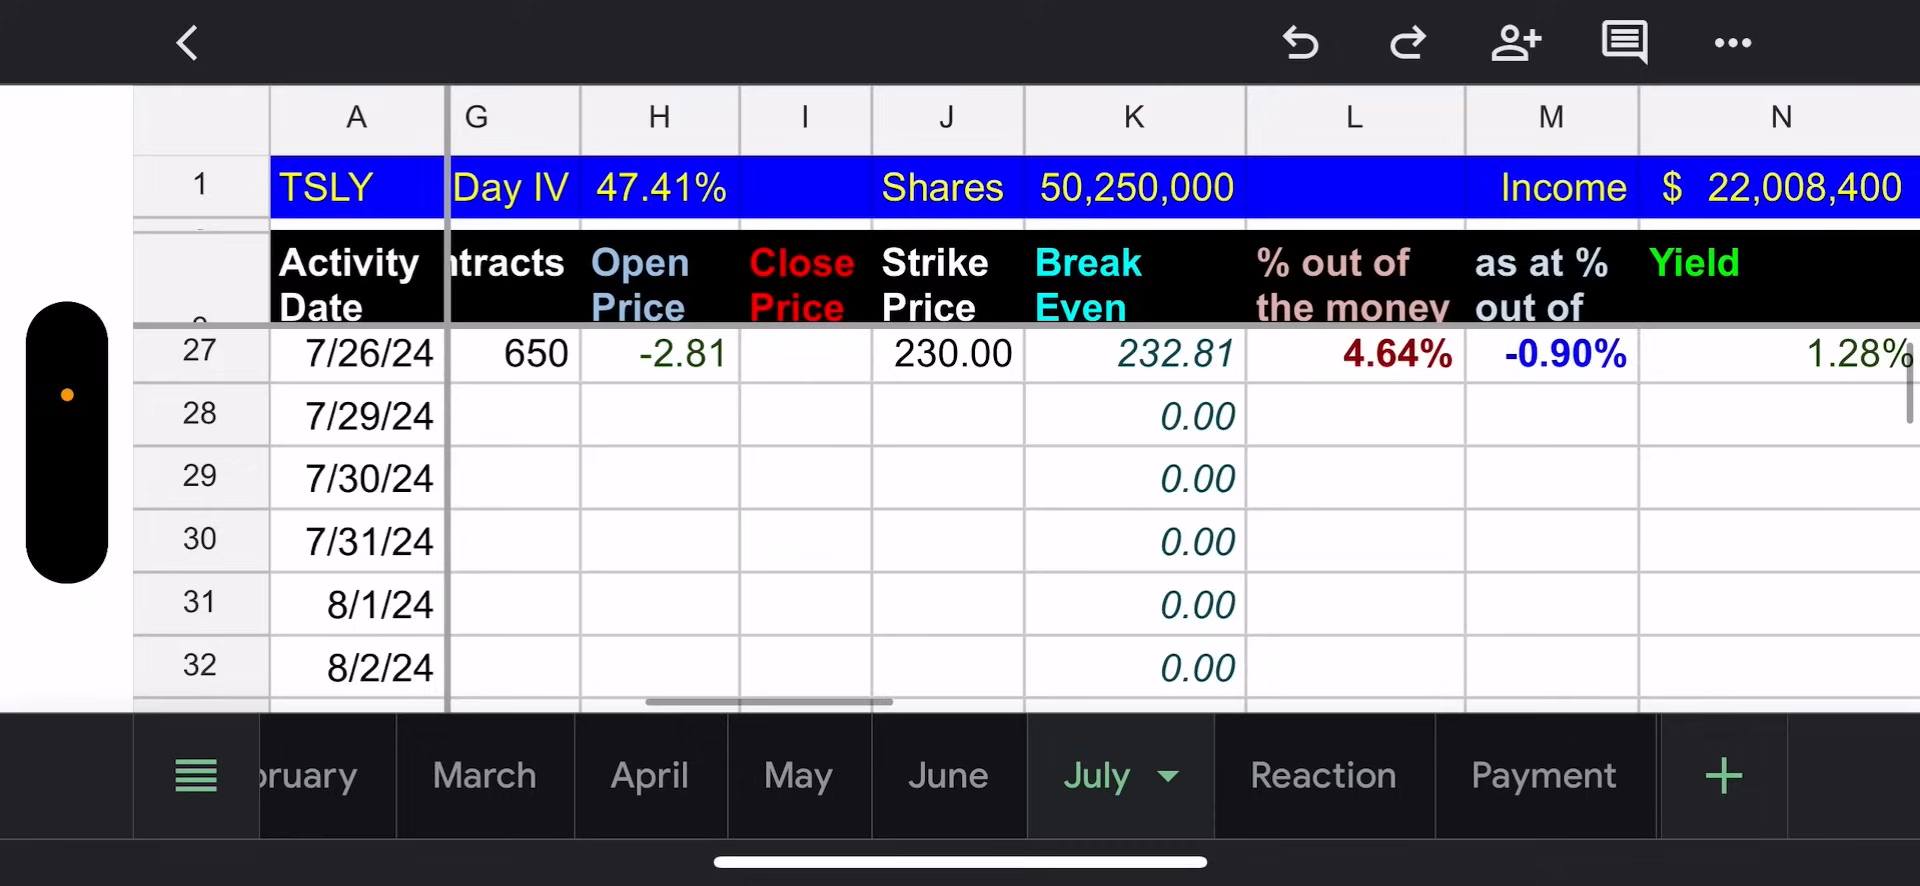 A G H I J K L M N
1 TSLY Day IV 47.41% Shares 50,250,000 Income $ 22,008,400
Activity Date ntracts Open Price Close Price Strike Price Break Even % out of the money as at % out of Yield
27 7/26/24 650 -2.81 230.00 232.81 4.64% -0.90% 1.28%
28 7/29/24 0.00
29 7/30/24 0.00
30 7/31/24 0.00
31 8/1/24 0.00
32 8/2/24 0.00
bruary March April May June July Reaction Payment